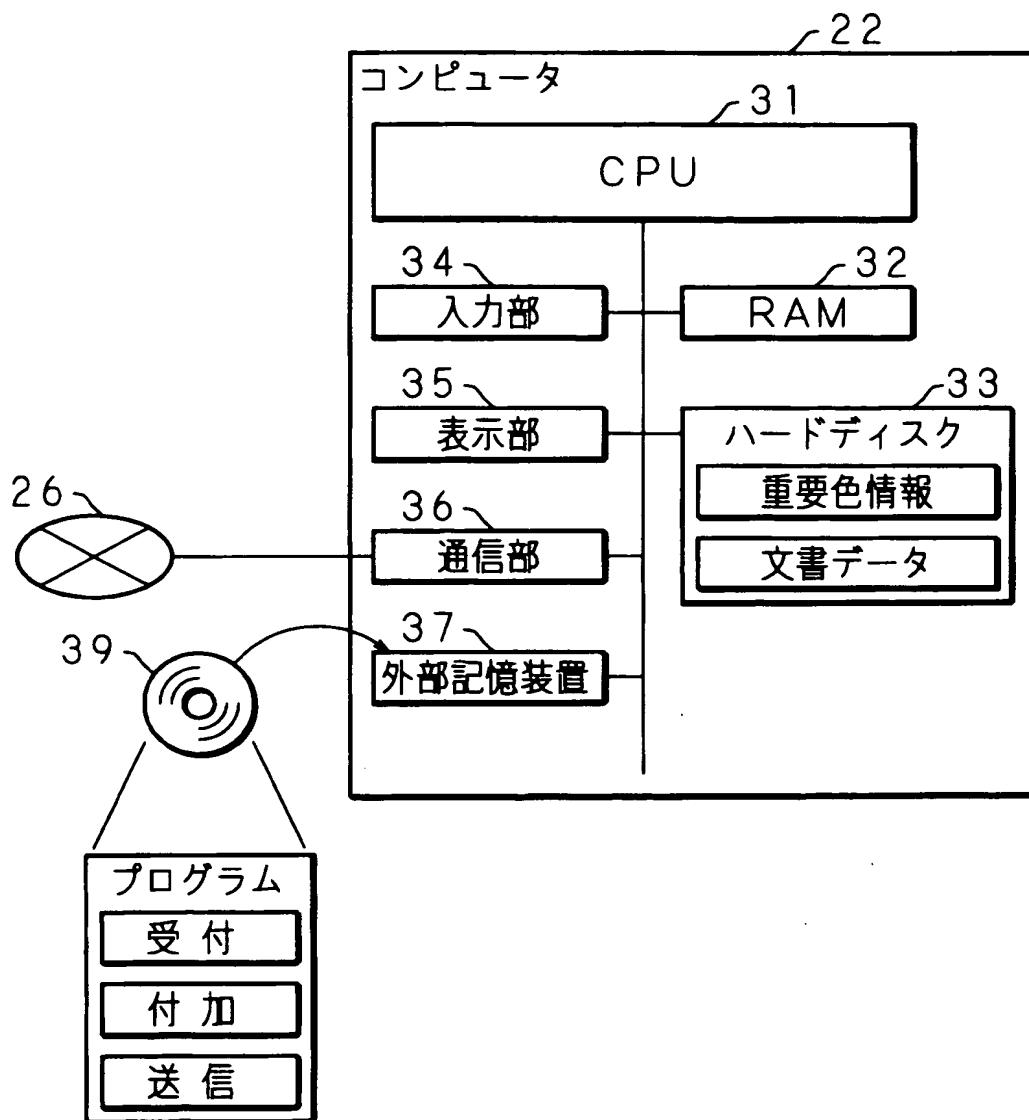 22
コンピュータ
31
CPU
34
入力部
32
RAM
35
表示部
33
ハードディスク
重要色情報
文書データ
26
36
通信部
39
37
外部記憶装置
プログラム
受付
付加
送信